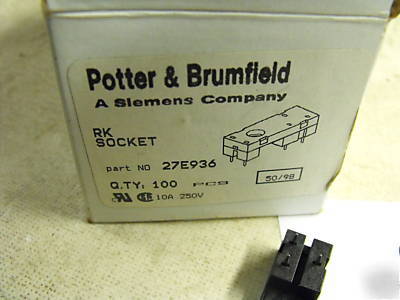 Potter & Brumfield
A Siemens Company
RK
SOCKET
part NO 27E936
Q.TY: 100 PCS
50/98
10A 250V